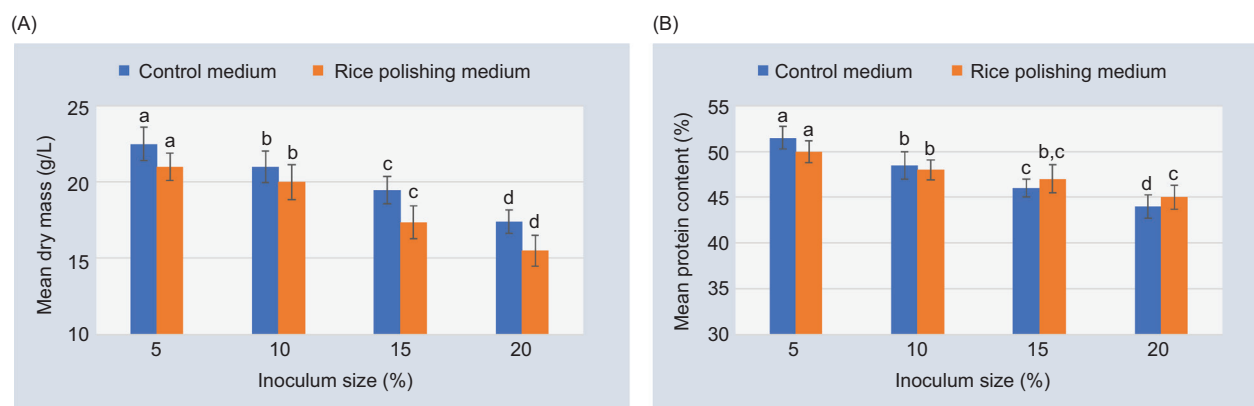 (A)
Control medium Rice polishing medium
Mean dry mass (g/L)
25
20
15
10
a a b b c c d d
5 10 15 20
Inoculum size (%)
(B)
Control medium Rice polishing medium
Mean protein content (%)
55
50
45
40
35
30
a a b b c b,c d c
5 10 15 20
Inoculum size (%)